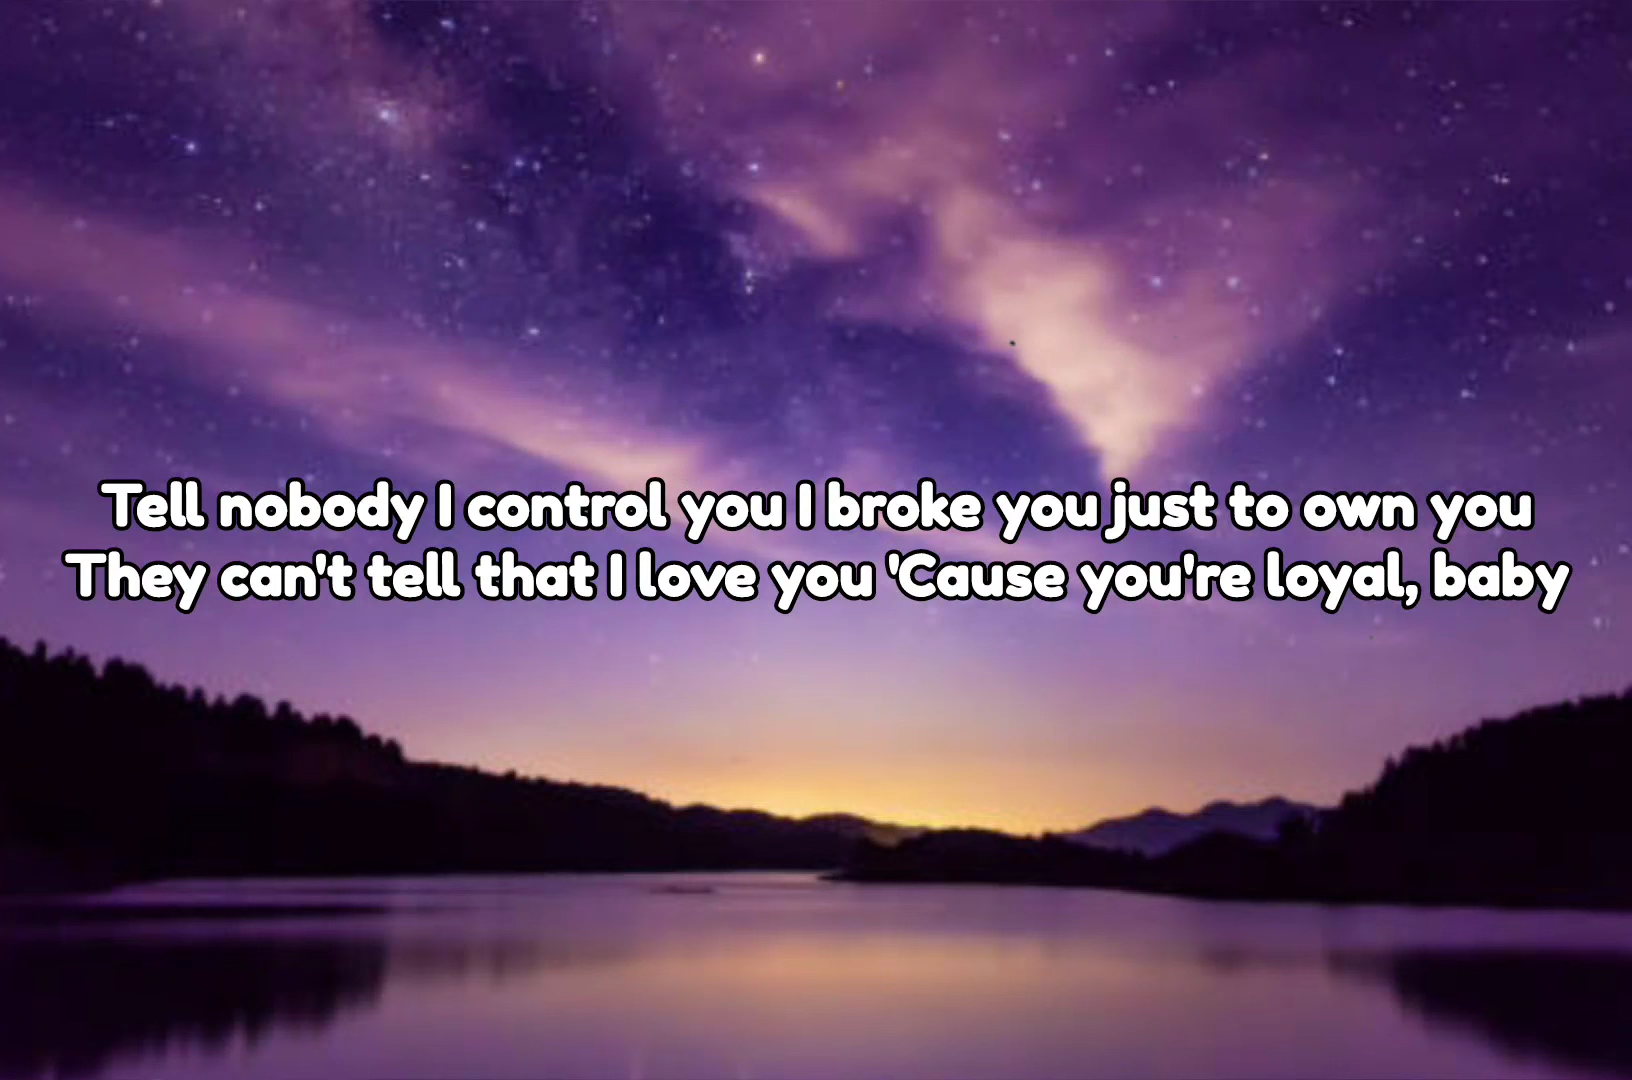 Tell nobody I control you I broke you just to own you
They can't tell that I love you 'Cause you're loyal, baby